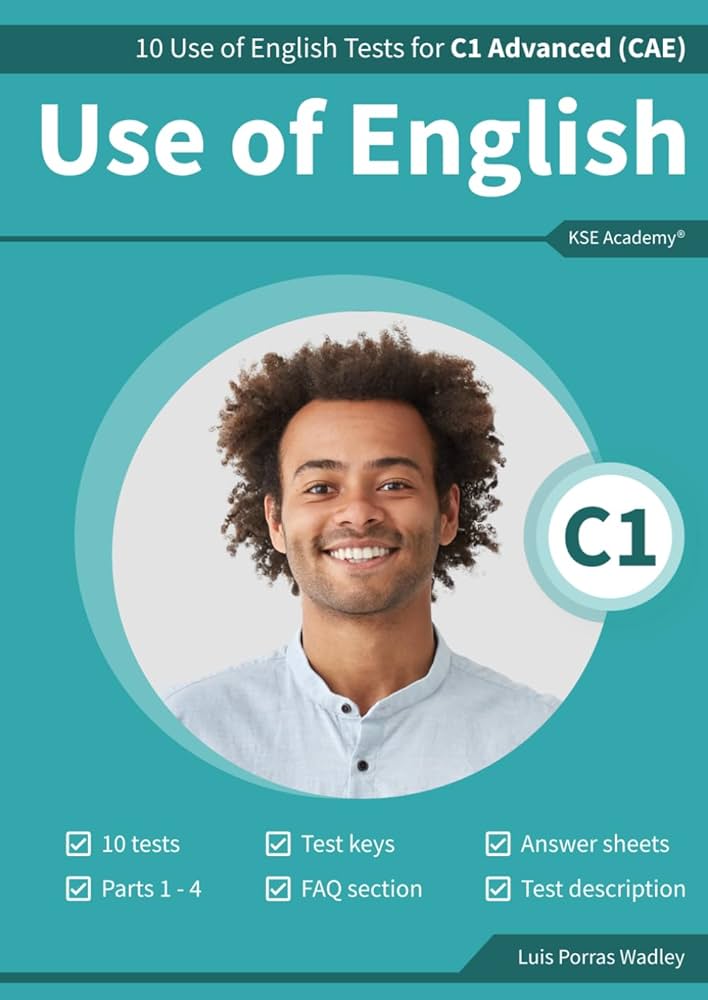 10 Use of English Tests for C1 Advanced (CAE)
Use of English
KSE Academy®
C1
10 tests
Test keys
Answer sheets
Parts 1 - 4
FAQ section
Test description
Luis Porras Wadley